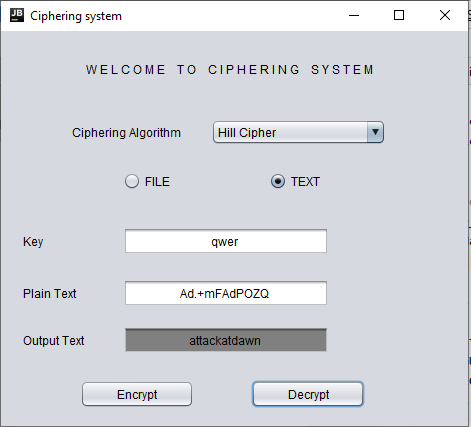 JB Ciphering system
WELCOME TO CIPHERING SYSTEM
Ciphering Algorithm Hill Cipher
FILE TEXT
Key qwer
Plain Text Ad.+mFAdPOZQ
Output Text attackatdawn
Encrypt Decrypt